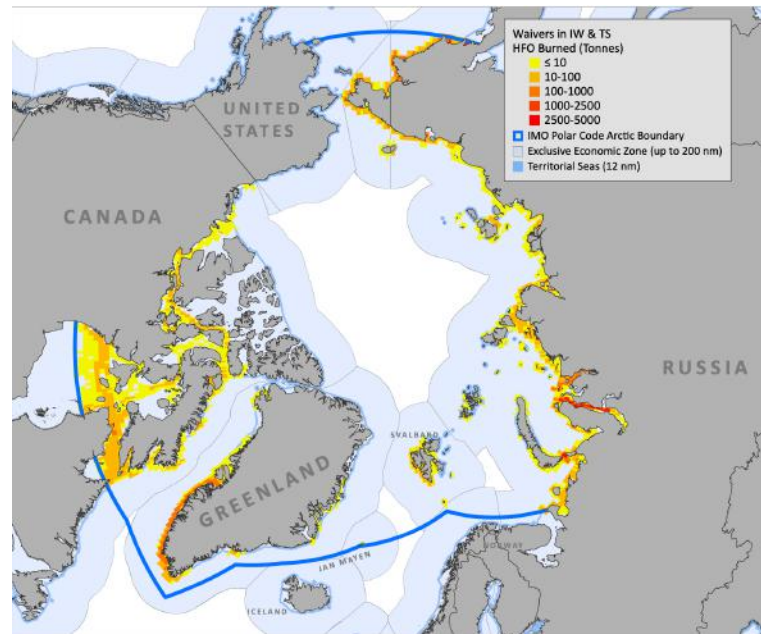 Waivers in IW & TS
HFO Burned (Tonnes)
≤ 10
10-100
100-1000
1000-2500
2500-5000
IMO Polar Code Arctic Boundary
Exclusive Economic Zone (up to 200 nm)
Territorial Seas (12 nm)
UNITED
STATES
CANADA
RUSSIA
SVALBARD
GREENLAND
NORWAY
JAN MAYEN
ICELAND